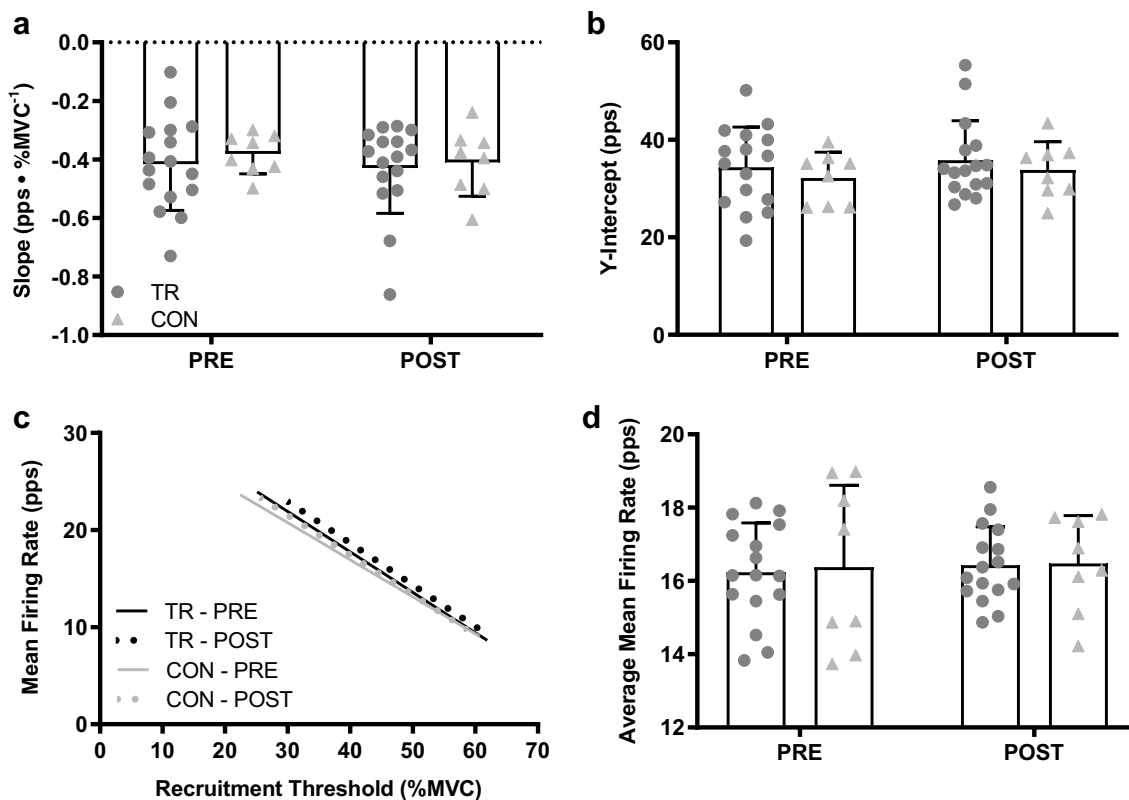 a
0.0
-0.2
-0.4
-0.6
-0.8
-1.0
Slope (pps • %MVC⁻¹)
TR
CON
PRE POST
b
60
40
20
0
Y-Intercept (pps)
PRE POST
c
30
20
10
0
Mean Firing Rate (pps)
TR - PRE
TR - POST
CON - PRE
CON - POST
0 10 20 30 40 50 60 70
Recruitment Threshold (%MVC)
d
20
18
16
14
12
Average Mean Firing Rate (pps)
PRE POST